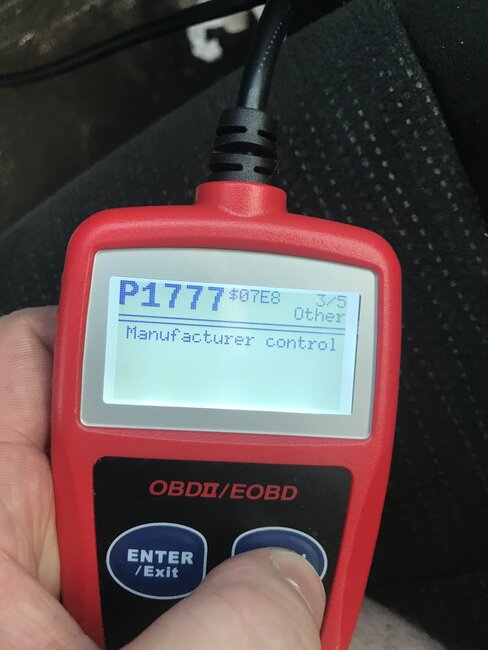 P1777 $07E8 3/5
Other
Manufacturer control
OBDII/EOBD
ENTER
/Exit